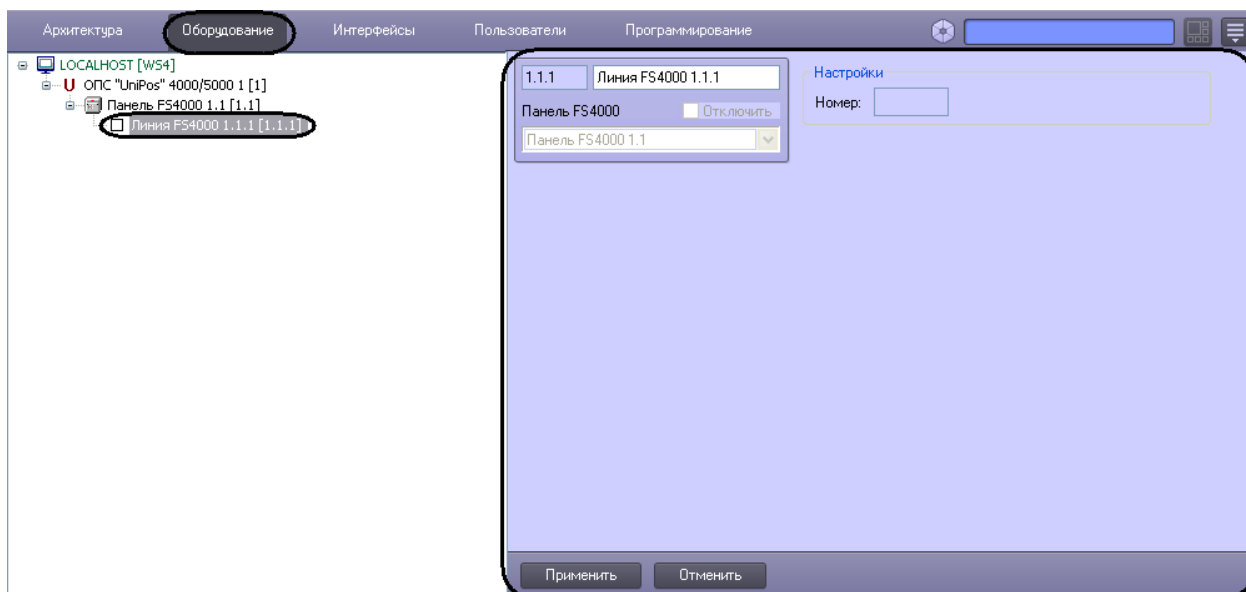 Архитектура Оборудование Интерфейсы Пользователи Программирование
LOCALHOST [WS4]
ОПС "UniPos" 4000/5000 1 [1]
Панель FS4000 1.1 [1.1]
Линия FS4000 1.1.1 [1.1.1]
1.1.1 Линия FS4000 1.1.1
Панель FS4000 Отключить
Панель FS4000 1.1
Настройки
Номер:
Применить Отменить